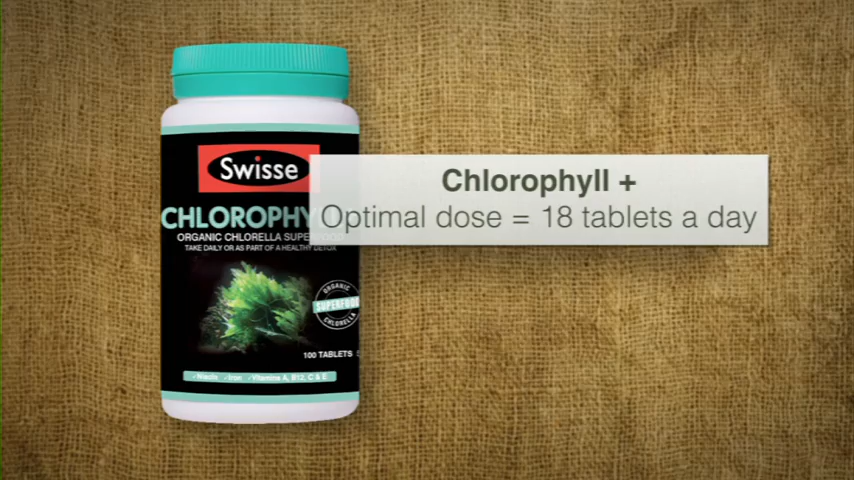 Swisse
CHLOROPHY
ORGANIC CHLORELLA
TAKE DAILY OR AS PART OF A HEALTHY DETOX
Chlorophyll +
Optimal dose = 18 tablets a day
ORGANIC
SUPERFOOD
CHLORELLA
100 TABLETS
✓Niacin ✓Iron ✓Vitamins A, B12, C & E